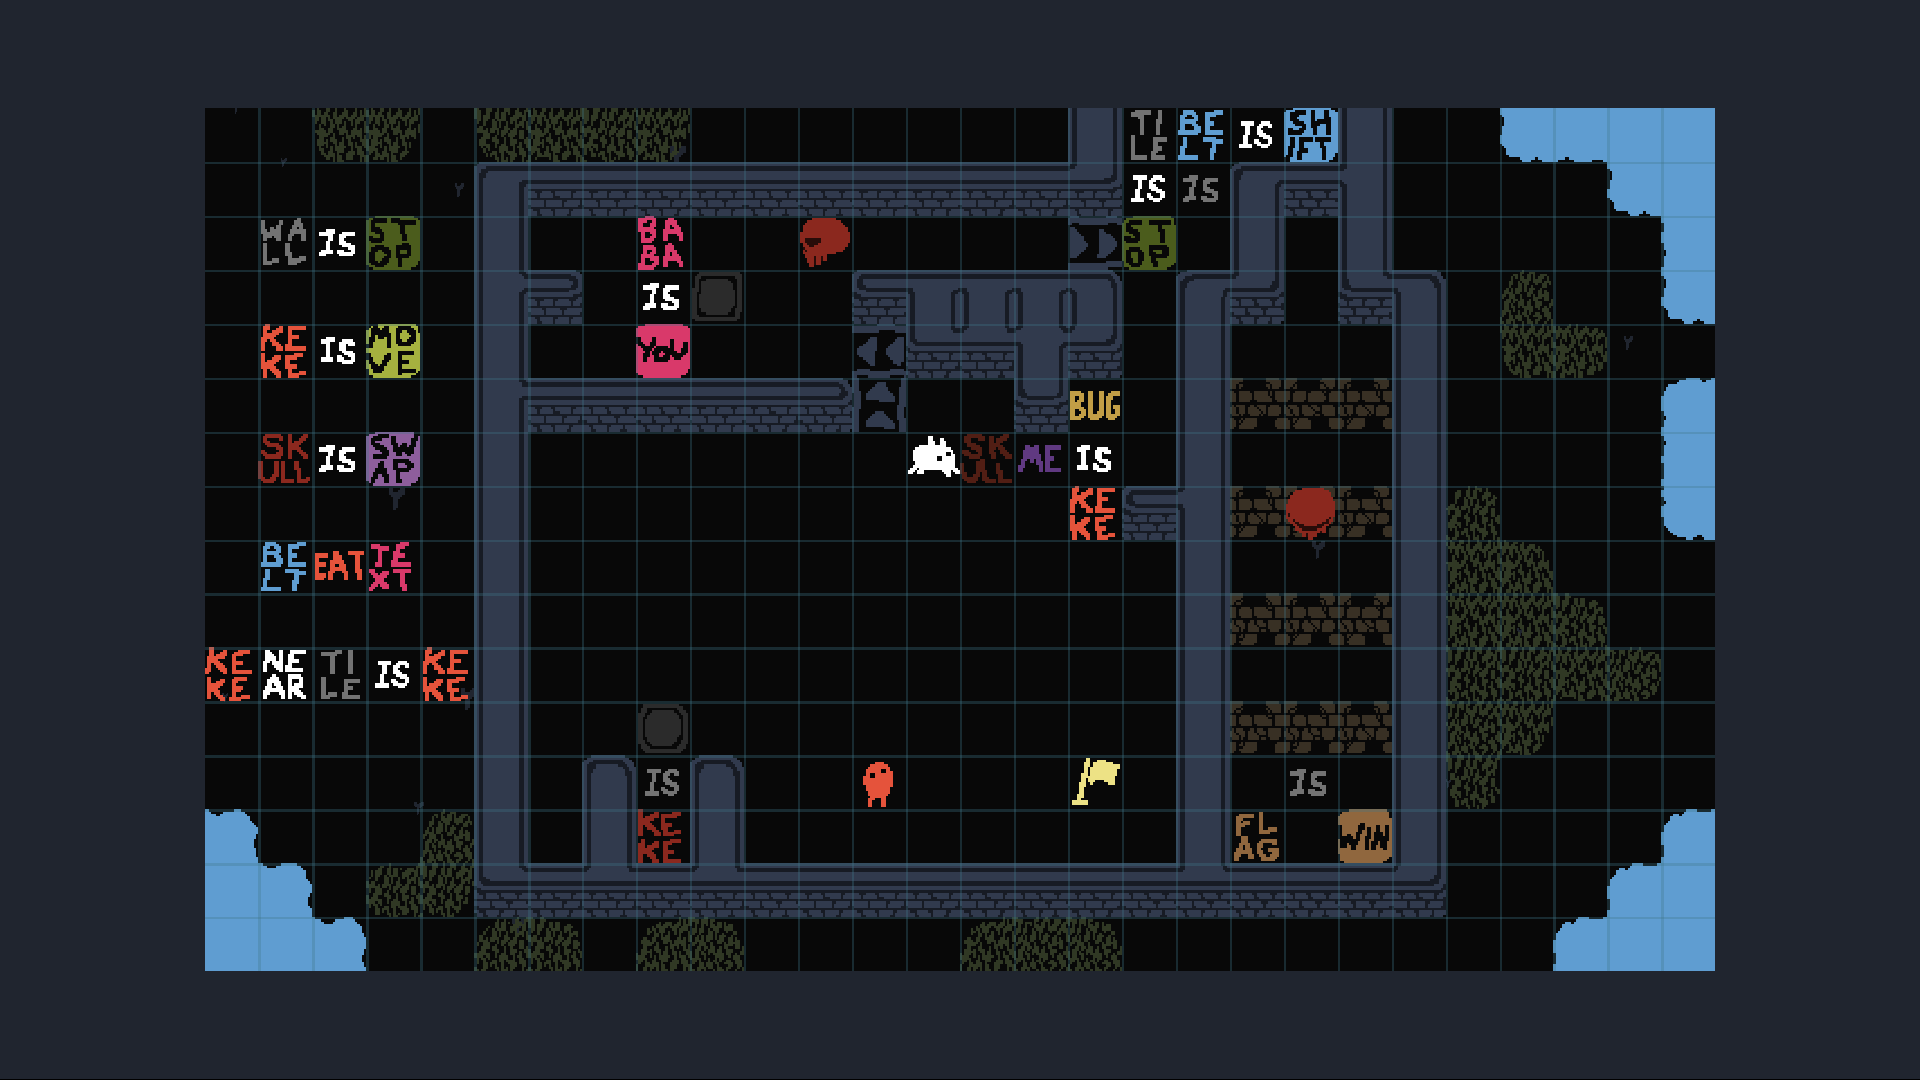 TILE BELT IS SHIFT
IS IS
WALL IS STOP
BABA
STOP
IS
KEKE IS MOVE
YOU
BUG
SKULL IS SWAP
SKULL ME IS
KEKE
BELT EAT TEXT
KEKE NEAR TILE IS KEKE
IS
IS
KEKE
FLAG
WIN